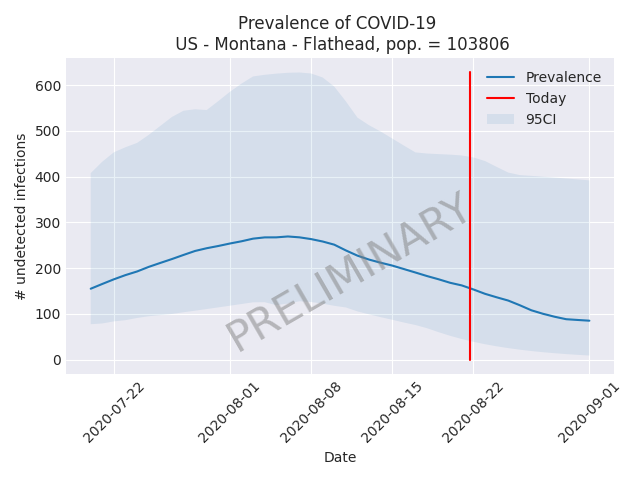 Prevalence of COVID-19
US - Montana - Flathead, pop. = 103806
Prevalence
Today
95CI
600
500
400
300
200
100
0
# undetected infections
PRELIMINARY
2020-07-22
2020-08-01
2020-08-08
2020-08-15
2020-08-22
2020-09-01
Date